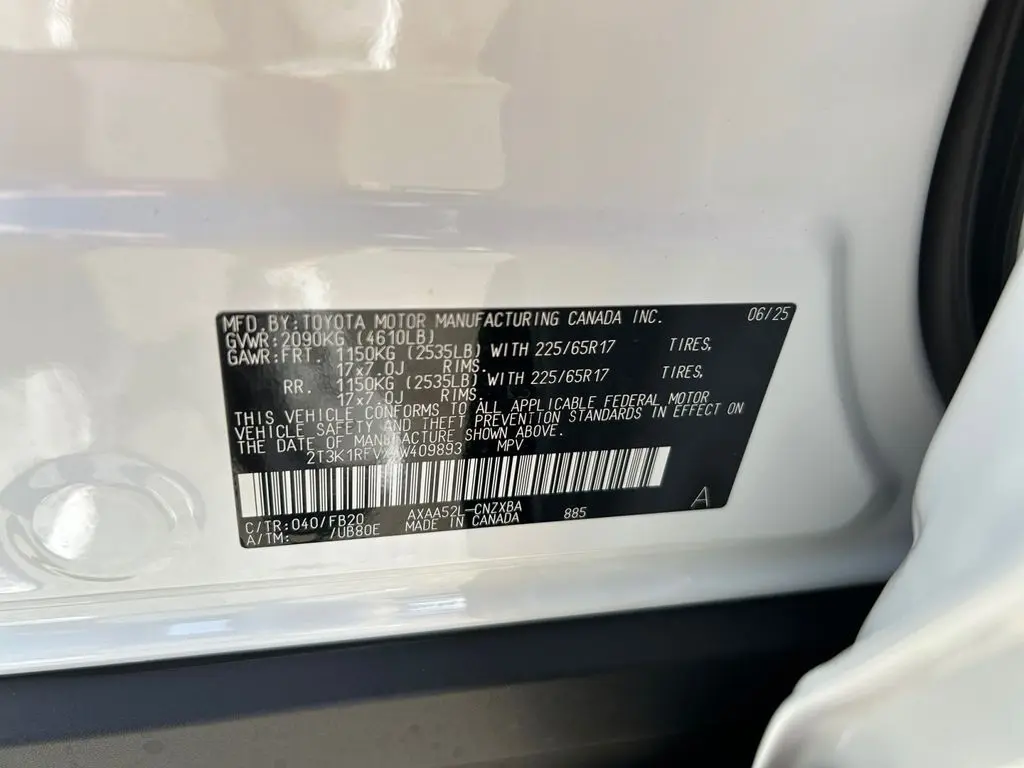 MFD.BY:TOYOTA MOTOR MANUFACTURING CANADA INC. 06/25
GVWR:2090KG (4610LB)
GAWR:FRT. 1150KG (2535LB) WITH 225/65R17 TIRES,
17x7.0J RIMS.
RR. 1150KG (2535LB) WITH 225/65R17 TIRES,
17x7.0J RIMS.
THIS VEHICLE CONFORMS TO ALL APPLICABLE FEDERAL MOTOR
VEHICLE SAFETY AND THEFT PREVENTION STANDARDS IN EFFECT ON
THE DATE OF MANUFACTURE SHOWN ABOVE.
MPV
A
C/TR:040/FB20 AXAA52L-CNZXBA 885
A/TM: /UB80E MADE IN CANADA